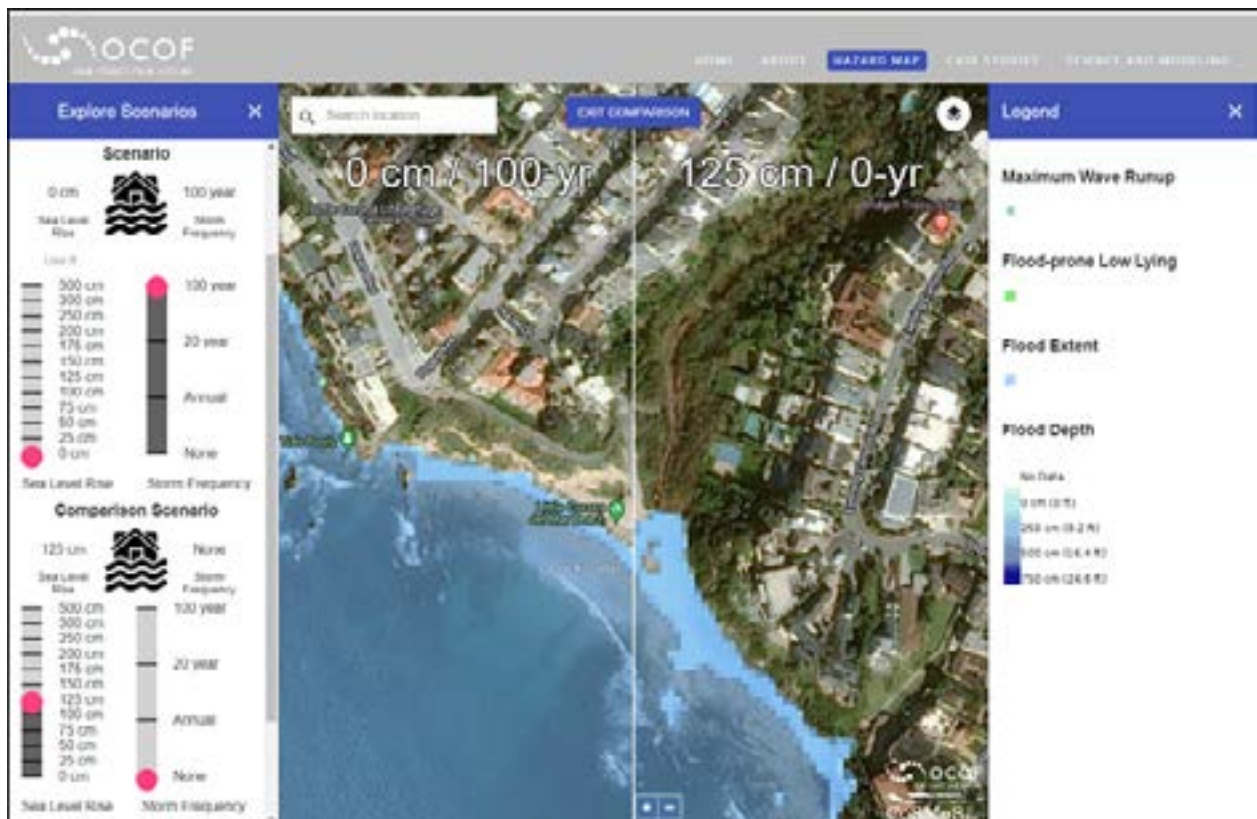 OCOF
HOME ABOUT HAZARD MAP CASE STUDIES SCIENCE AND MODELING
Explore Scenarios ×
Scenario
0 cm 100 year
Sea Level Rise Storm Frequency
500 cm 100 year
300 cm
250 cm
200 cm 20 year
175 cm
150 cm
125 cm
100 cm Annual
75 cm
50 cm
25 cm
0 cm None
Sea Level Rise Storm Frequency
Comparison Scenario
125 cm None
Sea Level Rise Storm Frequency
500 cm 100 year
300 cm
250 cm
200 cm 20 year
175 cm
150 cm
125 cm
100 cm Annual
75 cm
50 cm
25 cm
0 cm None
Sea Level Rise Storm Frequency
Search location
EXIT COMPARISON
0 cm / 100-yr
125 cm / 0-yr
OCOF
Legend ×
Maximum Wave Runup
Flood-prone Low Lying
Flood Extent
Flood Depth
No Data
0 cm (0 ft)
250 cm (8.2 ft)
500 cm (16.4 ft)
750 cm (24.6 ft)